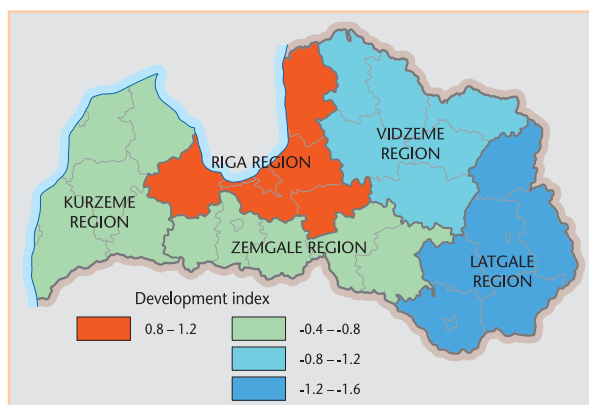 RIGA REGION
VIDZEME
REGION
KURZEME
REGION
ZEMGALE REGION
LATGALE
REGION
Development index
0.8 – 1.2
-0.4 – -0.8
-0.8 – -1.2
-1.2 – -1.6